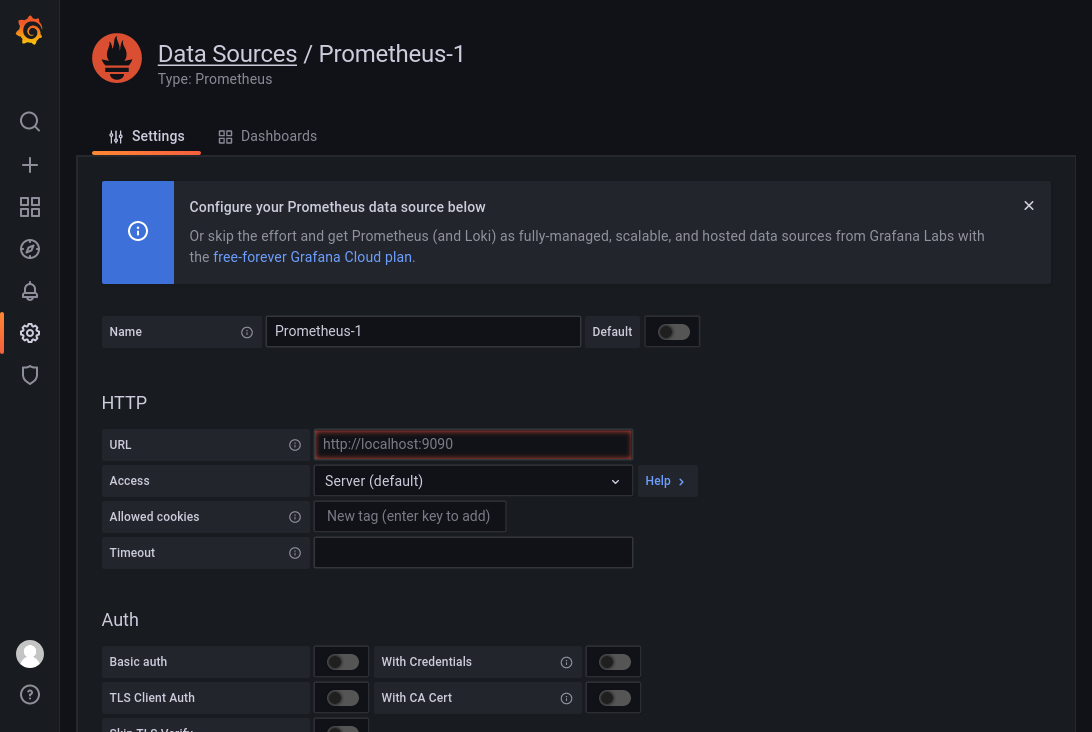 Data Sources / Prometheus-1
Type: Prometheus
Settings
Dashboards
Configure your Prometheus data source below
Or skip the effort and get Prometheus (and Loki) as fully-managed, scalable, and hosted data sources from Grafana Labs with
the free-forever Grafana Cloud plan.
Name
Prometheus-1
Default
HTTP
URL
http://localhost:9090
Access
Server (default)
Help
Allowed cookies
New tag (enter key to add)
Timeout
Auth
Basic auth
With Credentials
TLS Client Auth
With CA Cert
Skip TLS Verify